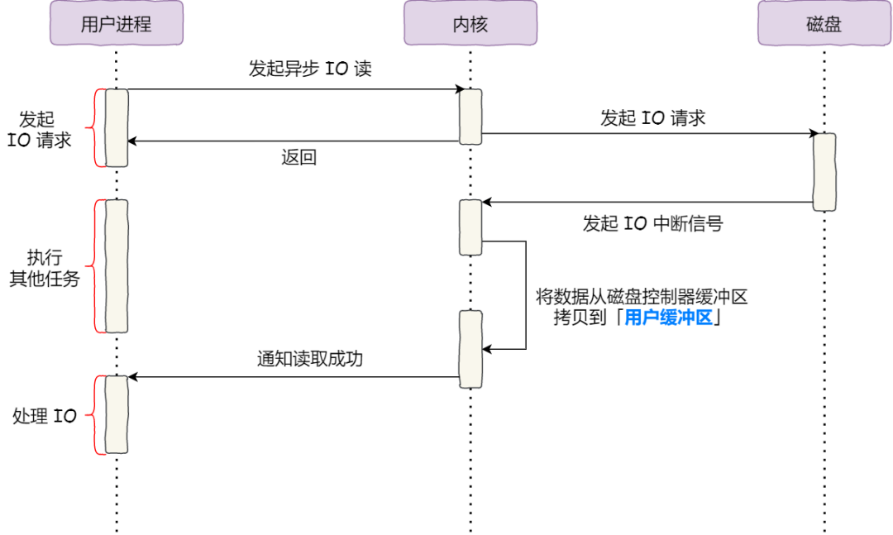 用户进程
内核
磁盘
发起异步 IO 读
发起
IO 请求
发起 IO 请求
返回
发起 IO 中断信号
执行
其他任务
将数据从磁盘控制器缓冲区
拷贝到「用户缓冲区」
通知读取成功
处理 IO